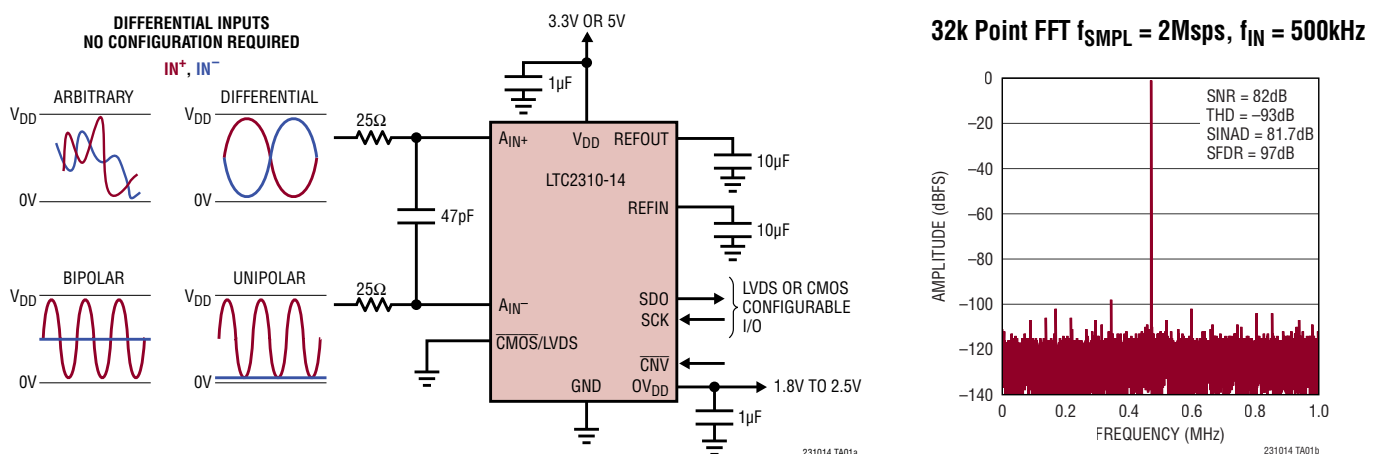 DIFFERENTIAL INPUTS
NO CONFIGURATION REQUIRED
IN+, IN−
ARBITRARY
VDD
0V
DIFFERENTIAL
BIPOLAR
VDD
0V
UNIPOLAR
VDD
0V
25Ω
47pF
25Ω
3.3V OR 5V
1µF
AIN+
VDD
REFOUT
10µF
LTC2310-14
REFIN
10µF
AIN−
CMOS/LVDS
SDO
SCK
LVDS OR CMOS
CONFIGURABLE
I/O
CNV
GND
OVDD
1.8V TO 2.5V
1µF
231014 TA01a
32k Point FFT fSMPL = 2Msps, fIN = 500kHz
SNR = 82dB
THD = –93dB
SINAD = 81.7dB
SFDR = 97dB
AMPLITUDE (dBFS)
0
–20
–40
–60
–80
–100
–120
–140
0 0.2 0.4 0.6 0.8 1.0
FREQUENCY (MHz)
231014 TA01b